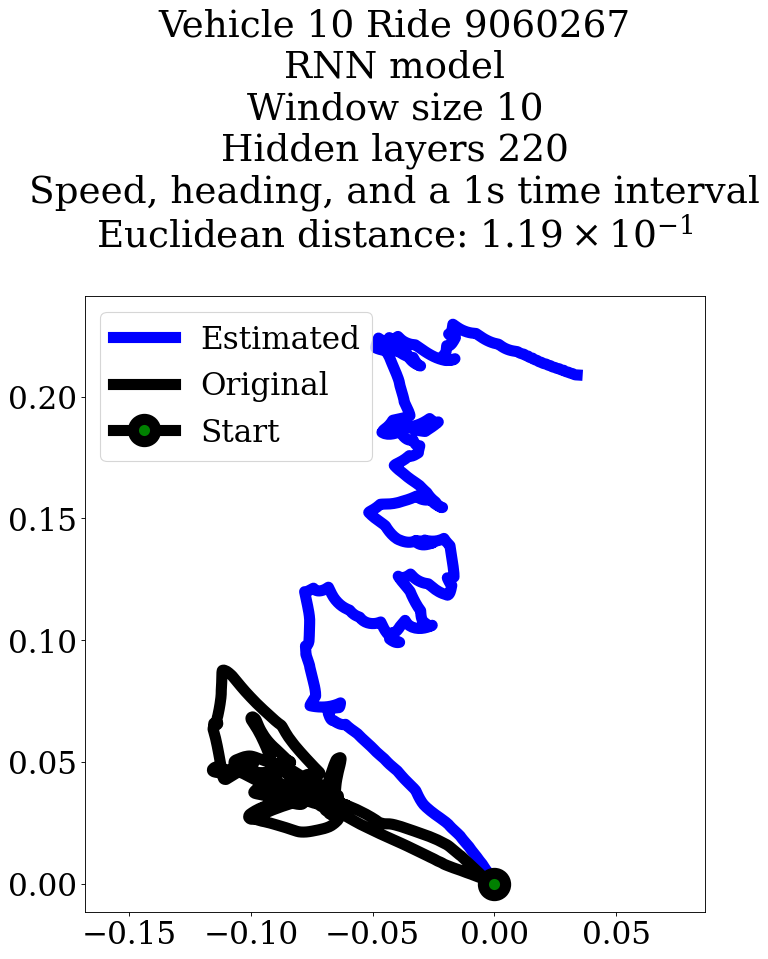 Vehicle 10 Ride 9060267
RNN model
Window size 10
Hidden layers 220
Speed, heading, and a 1s time interval
Euclidean distance: 1.19 × 10⁻¹
Estimated
Original
Start
0.20
0.15
0.10
0.05
0.00
−0.15 −0.10 −0.05 0.00 0.05